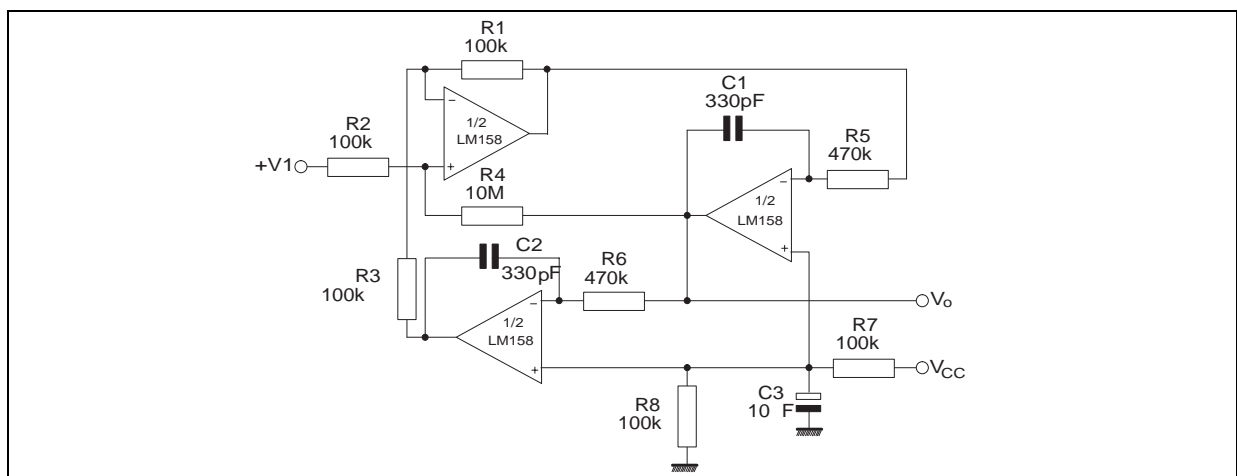 R1
100k
C1
330pF
1/2
LM158
R2
100k
R5
470k
+V1
R4
10M
1/2
LM158
C2
330pF
R6
470k
R3
100k
Vo
1/2
LM158
R7
100k
VCC
C3
10 F
R8
100k